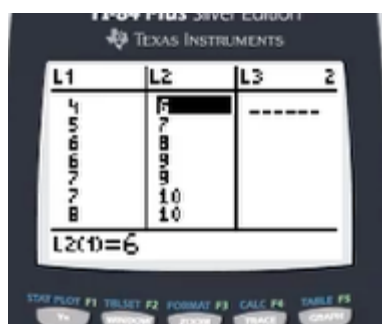 TI-84 Plus Silver Edition
TEXAS INSTRUMENTS
L1 L2 L3 2
4 6 ------
5 7
6 8
6 9
7 9
7 10
8 10
L2(1)=6
STAT PLOT F1 TBLSET F2 FORMAT F3 CALC F4 TABLE F5
Y= WINDOW ZOOM TRACE GRAPH